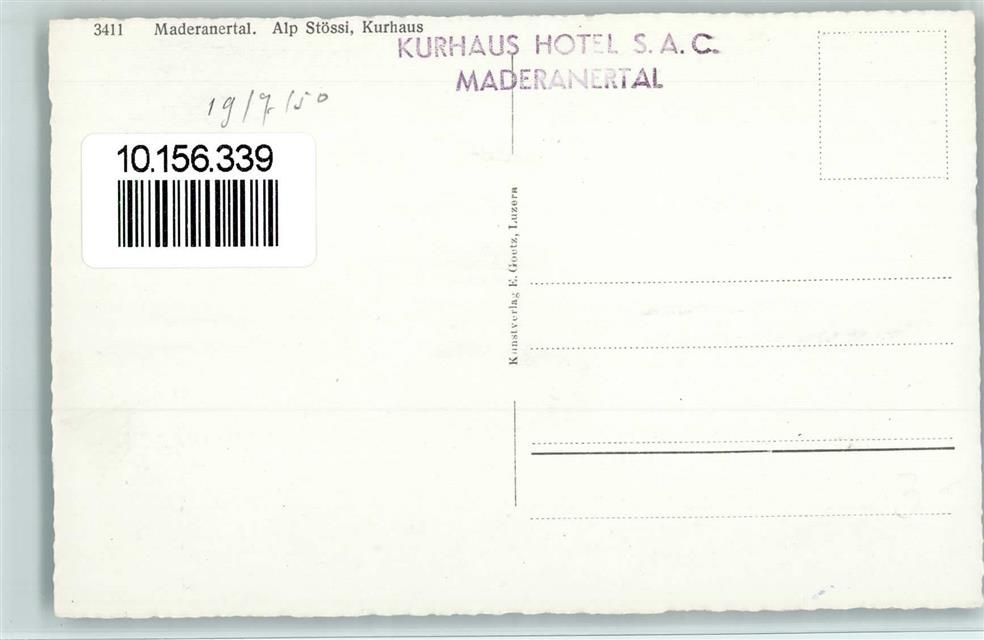 3411 Maderanertal. Alp Stössi, Kurhaus
KURHAUS HOTEL S. A. C.
MADERANERTAL
19/7/50
10.156.339
Kunstverlag E. Goetz, Luzern